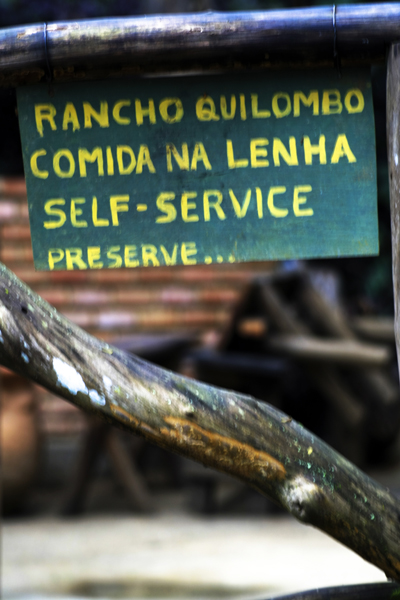 RANCHO QUILOMBO
COMIDA NA LENHA
SELF-SERVICE
PRESERVE...